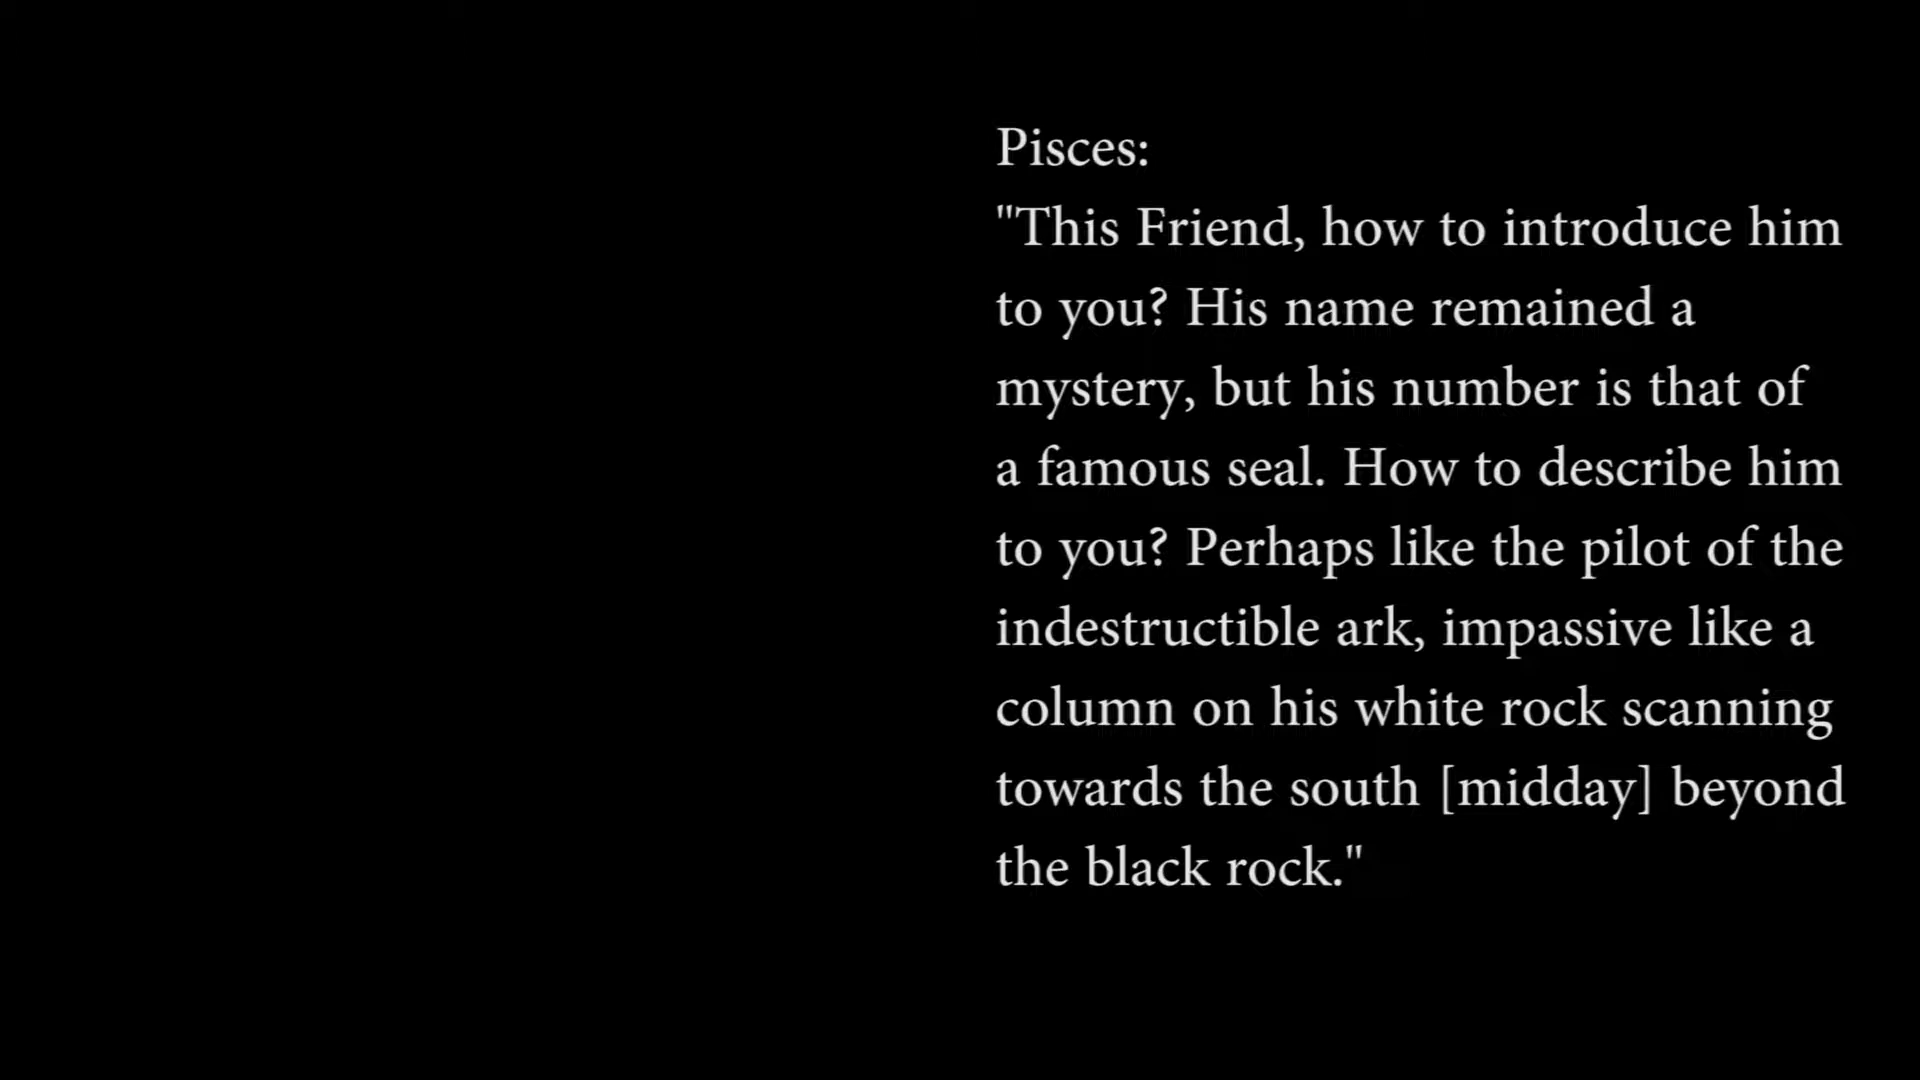 Pisces:
"This Friend, how to introduce him
to you? His name remained a
mystery, but his number is that of
a famous seal. How to describe him
to you? Perhaps like the pilot of the
indestructible ark, impassive like a
column on his white rock scanning
towards the south [midday] beyond
the black rock."